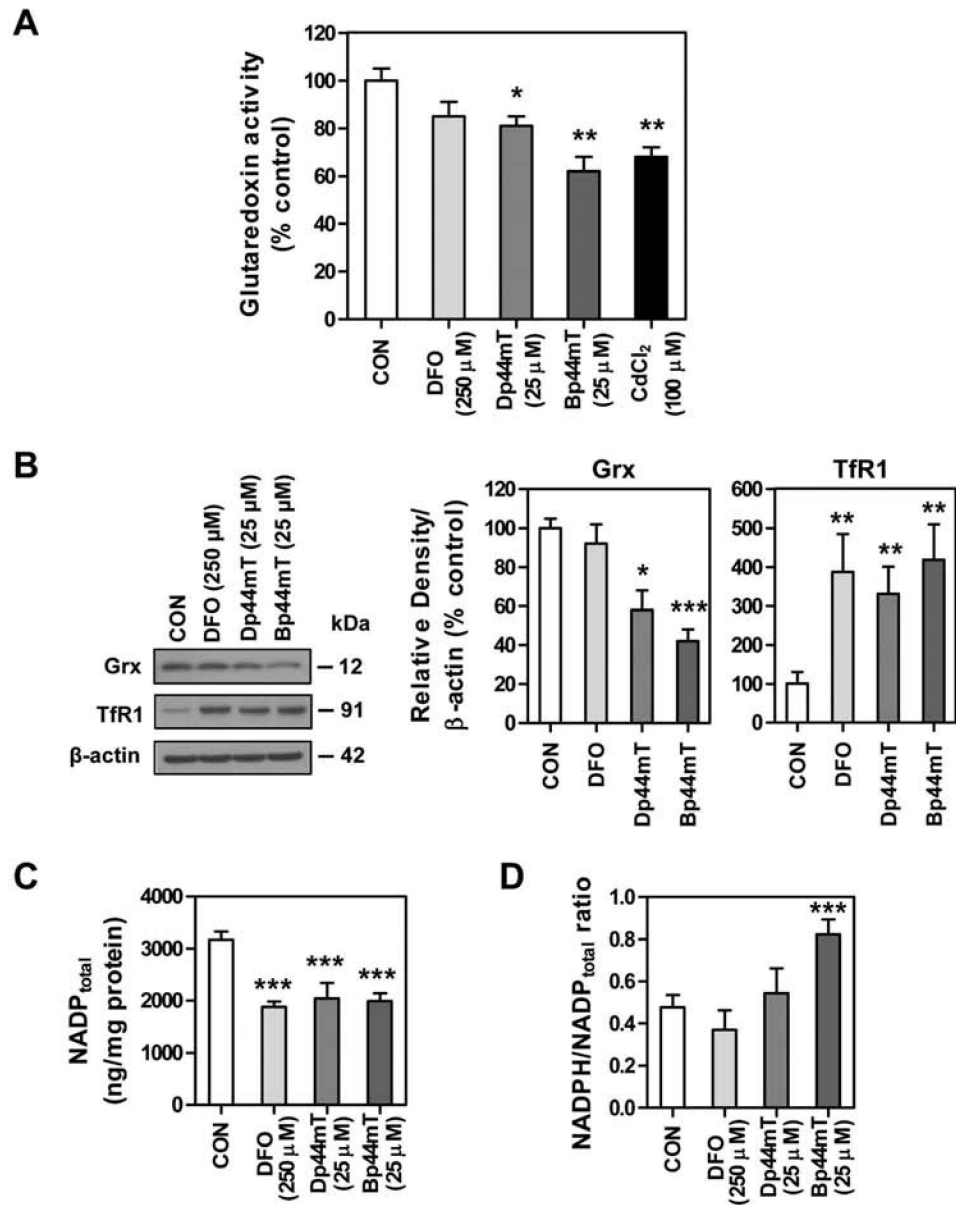 A
Glutaredoxin activity
(% control)
120
100
80
60
40
20
0
*
**
**
CON
DFO
(250 μM)
Dp44mT
(25 μM)
Bp44mT
(25 μM)
CdCl₂
(100 μM)
B
CON
DFO (250 μM)
Dp44mT (25 μM)
Bp44mT (25 μM)
kDa
Grx
– 12
TfR1
– 91
β-actin
– 42
Relative Density/
β-actin (% control)
Grx
120
100
80
60
40
20
0
*
***
CON
DFO
Dp44mT
Bp44mT
TfR1
600
500
400
300
200
100
0
**
**
**
CON
DFO
Dp44mT
Bp44mT
C
NADPtotal
(ng/mg protein)
4000
3000
2000
1000
0
***
***
***
CON
DFO
(250 μM)
Dp44mT
(25 μM)
Bp44mT
(25 μM)
D
NADPH/NADPtotal ratio
1.0
0.8
0.6
0.4
0.2
0.0
***
CON
DFO
(250 μM)
Dp44mT
(25 μM)
Bp44mT
(25 μM)